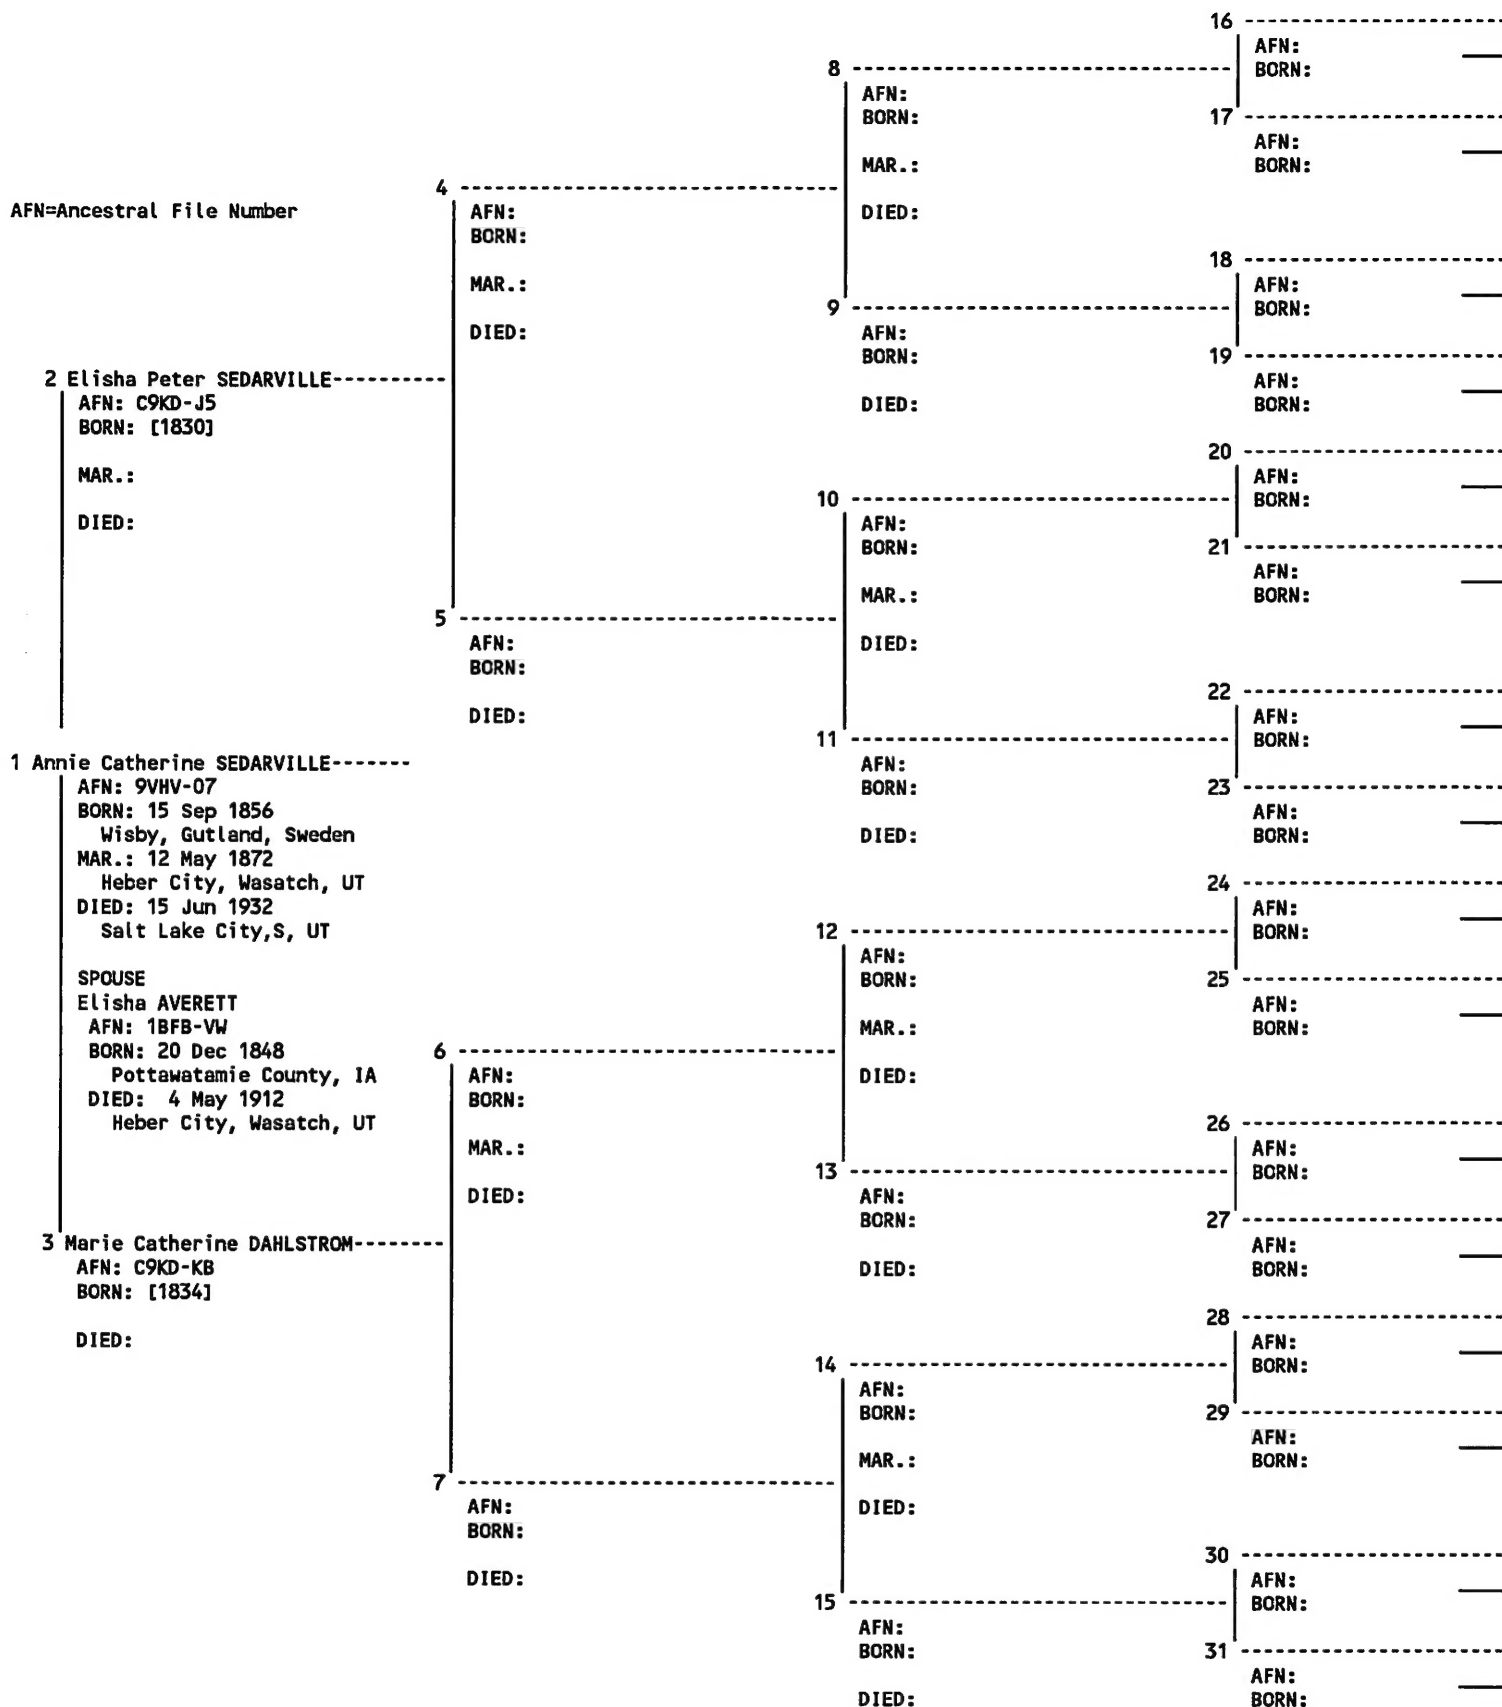 AFN=Ancestral File Number
2 Elisha Peter SEDARVILLE
AFN: C9KD-J5
BORN: [1830]
MAR.:
DIED:
1 Annie Catherine SEDARVILLE
AFN: 9VHV-07
BORN: 15 Sep 1856
Wisby, Gutland, Sweden
MAR.: 12 May 1872
Heber City, Wasatch, UT
DIED: 15 Jun 1932
Salt Lake City,S, UT
SPOUSE
Elisha AVERETT
AFN: 1BFB-VW
BORN: 20 Dec 1848
Pottawatamie County, IA
DIED: 4 May 1912
Heber City, Wasatch, UT
3 Marie Catherine DAHLSTROM
AFN: C9KD-KB
BORN: [1834]
DIED:
4
AFN:
BORN:
MAR.:
DIED:
5
AFN:
BORN:
DIED:
6
AFN:
BORN:
MAR.:
DIED:
7
AFN:
BORN:
DIED:
8
AFN:
BORN:
MAR.:
DIED:
9
AFN:
BORN:
DIED:
10
AFN:
BORN:
MAR.:
DIED:
11
AFN:
BORN:
DIED:
12
AFN:
BORN:
MAR.:
DIED:
13
AFN:
BORN:
DIED:
14
AFN:
BORN:
MAR.:
DIED:
15
AFN:
BORN:
DIED:
16
AFN:
BORN:
17
AFN:
BORN:
18
AFN:
BORN:
19
AFN:
BORN:
20
AFN:
BORN:
21
AFN:
BORN:
22
AFN:
BORN:
23
AFN:
BORN:
24
AFN:
BORN:
25
AFN:
BORN:
26
AFN:
BORN:
27
AFN:
BORN:
28
AFN:
BORN:
29
AFN:
BORN:
30
AFN:
BORN:
31
AFN:
BORN: